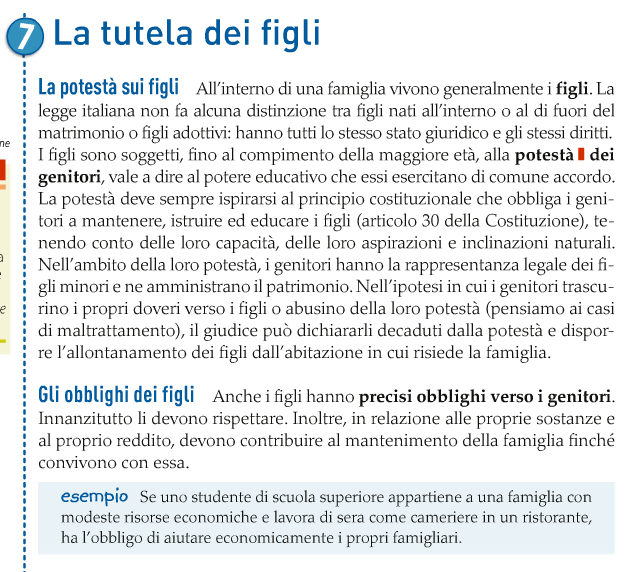 7 La tutela dei figli
La potestà sui figli All'interno di una famiglia vivono generalmente i figli. La
legge italiana non fa alcuna distinzione tra figli nati all'interno o al di fuori del
matrimonio o figli adottivi: hanno tutti lo stesso stato giuridico e gli stessi diritti.
I figli sono soggetti, fino al compimento della maggiore età, alla potestà dei
genitori, vale a dire al potere educativo che essi esercitano di comune accordo.
La potestà deve sempre ispirarsi al principio costituzionale che obbliga i geni-
tori a mantenere, istruire ed educare i figli (articolo 30 della Costituzione), te-
nendo conto delle loro capacità, delle loro aspirazioni e inclinazioni naturali.
Nell'ambito della loro potestà, i genitori hanno la rappresentanza legale dei fi-
gli minori e ne amministrano il patrimonio. Nell'ipotesi in cui i genitori trascu-
rino i propri doveri verso i figli o abusino della loro potestà (pensiamo ai casi
di maltrattamento), il giudice può dichiararli decaduti dalla potestà e dispor-
re l'allontanamento dei figli dall'abitazione in cui risiede la famiglia.
Gli obblighi dei figli Anche i figli hanno precisi obblighi verso i genitori.
Innanzitutto li devono rispettare. Inoltre, in relazione alle proprie sostanze e
al proprio reddito, devono contribuire al mantenimento della famiglia finché
convivono con essa.
esempio Se uno studente di scuola superiore appartiene a una famiglia con
modeste risorse economiche e lavora di sera come cameriere in un ristorante,
ha l'obbligo di aiutare economicamente i propri famigliari.